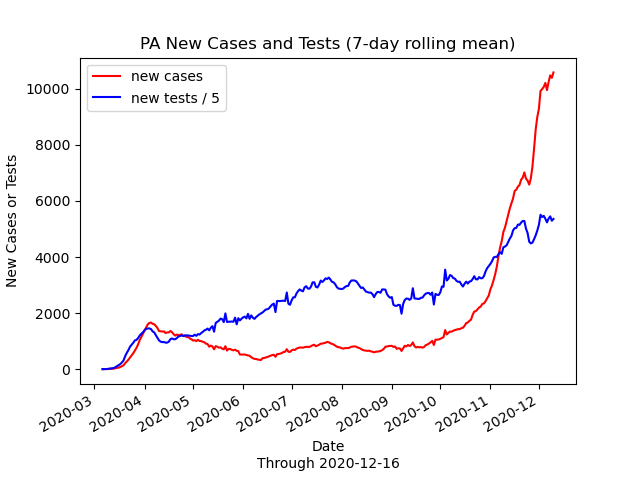 PA New Cases and Tests (7-day rolling mean)
new cases
new tests / 5
New Cases or Tests
10000
8000
6000
4000
2000
0
2020-03
2020-04
2020-05
2020-06
2020-07
2020-08
2020-09
2020-10
2020-11
2020-12
Date
Through 2020-12-16